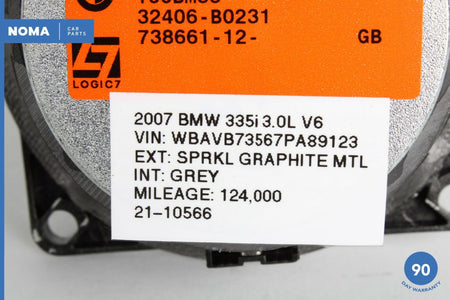 NOMA CAR PARTS
32406-B0231
738661-12- GB
LOGIC7
2007 BMW 335i 3.0L V6
VIN: WBAVB73567PA89123
EXT: SPRKL GRAPHITE MTL
INT: GREY
MILEAGE: 124,000
21-10566
90
DAY WARRANTY